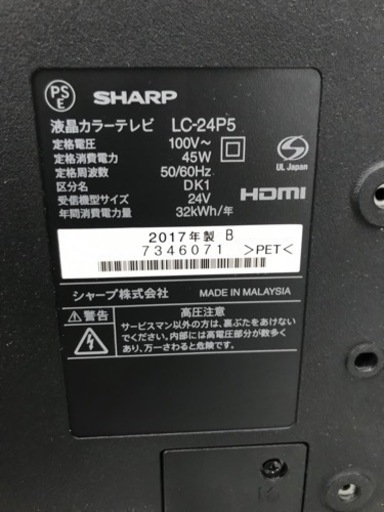 PS
E
SHARP
液晶カラーテレビ LC-24P5
定格電圧 100V～
定格消費電力 45W
定格周波数 50/60Hz
区分名 DK1
受信機型サイズ 24V
年間消費電力量 32kWh/年
S
UL Japan
HDMI
2017年製 B
7346071 >PET<
シャープ株式会社 MADE IN MALAYSIA
警告 高圧注意
サービスマン以外の方は、裏ぶたをあけない
でください。内部には高電圧部分が数多く
あり、万一さわると危険です。